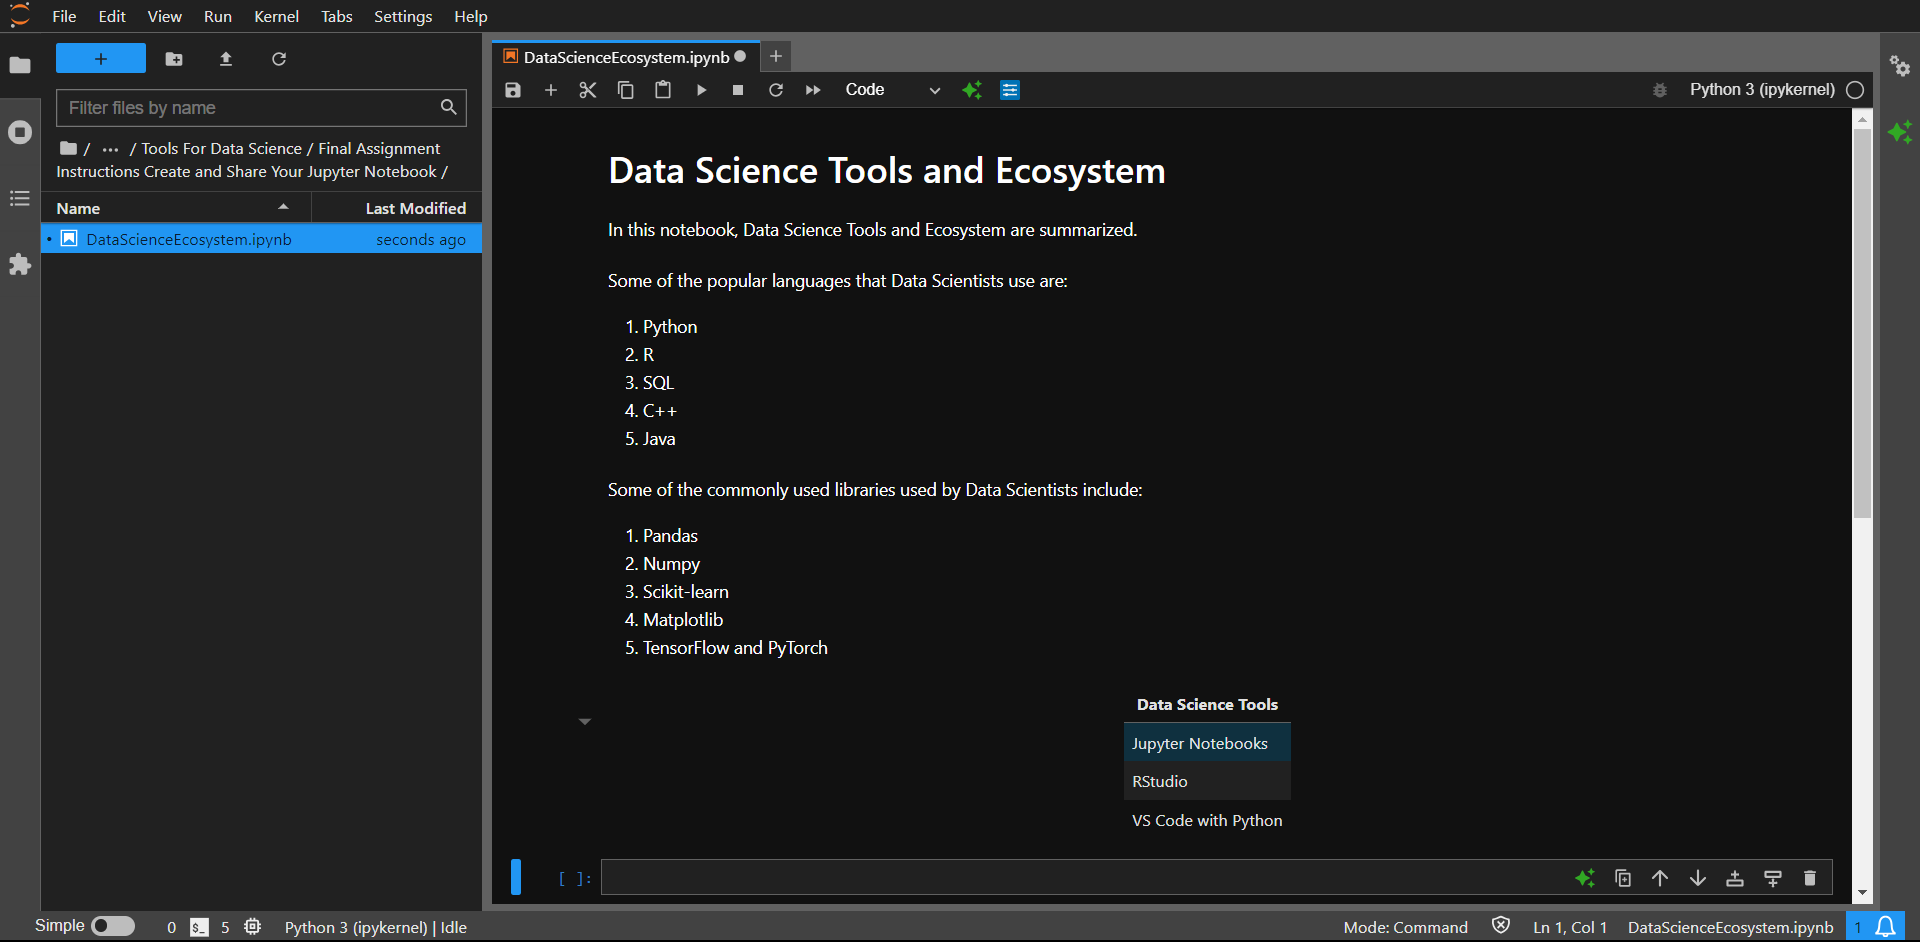 File Edit View Run Kernel Tabs Settings Help
+
Filter files by name
/ ... / Tools For Data Science / Final Assignment
Instructions Create and Share Your Jupyter Notebook /
Name Last Modified
• DataScienceEcosystem.ipynb seconds ago
DataScienceEcosystem.ipynb
Code
Python 3 (ipykernel)
Data Science Tools and Ecosystem
In this notebook, Data Science Tools and Ecosystem are summarized.
Some of the popular languages that Data Scientists use are:
1. Python
2. R
3. SQL
4. C++
5. Java
Some of the commonly used libraries used by Data Scientists include:
1. Pandas
2. Numpy
3. Scikit-learn
4. Matplotlib
5. TensorFlow and PyTorch
Data Science Tools
Jupyter Notebooks
RStudio
VS Code with Python
[ ]:
Simple 0 $_ 5 Python 3 (ipykernel) | Idle Mode: Command Ln 1, Col 1 DataScienceEcosystem.ipynb 1